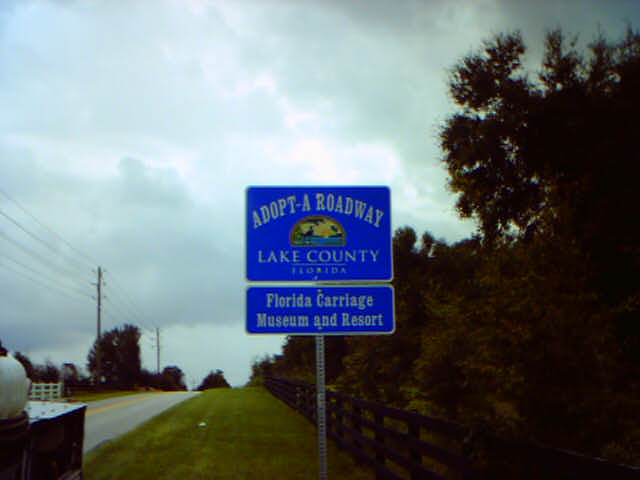 ADOPT-A ROADWAY
LAKE COUNTY
FLORIDA
Florida Carriage
Museum and Resort